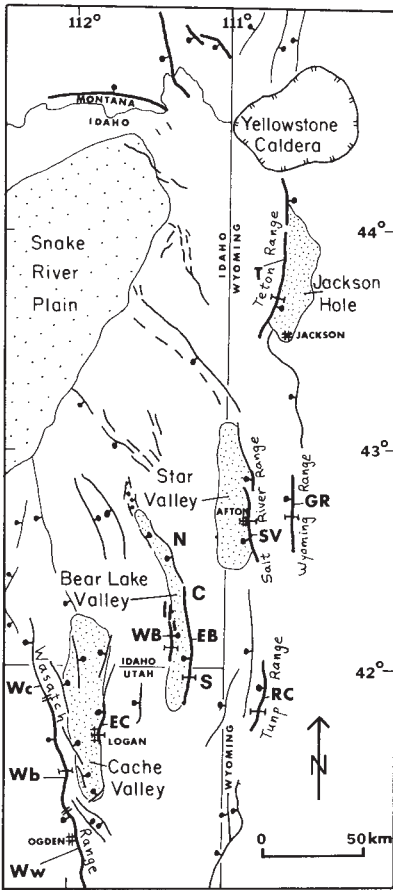 112°
111°
MONTANA
IDAHO
Yellowstone
Caldera
44°
Snake
River
Plain
IDAHO
WYOMING
T
Teton Range
Jackson
Hole
JACKSON
43°
Star
Valley
AFTON
Salt River Range
SV
GR
Wyoming Range
N
Bear Lake
Valley
C
WB
EB
S
IDAHO
UTAH
42°
RC
Tunp Range
Wasatch Range
Wc
EC
LOGAN
Cache
Valley
Wb
OGDEN
Ww
WYOMING
N
0 50 km